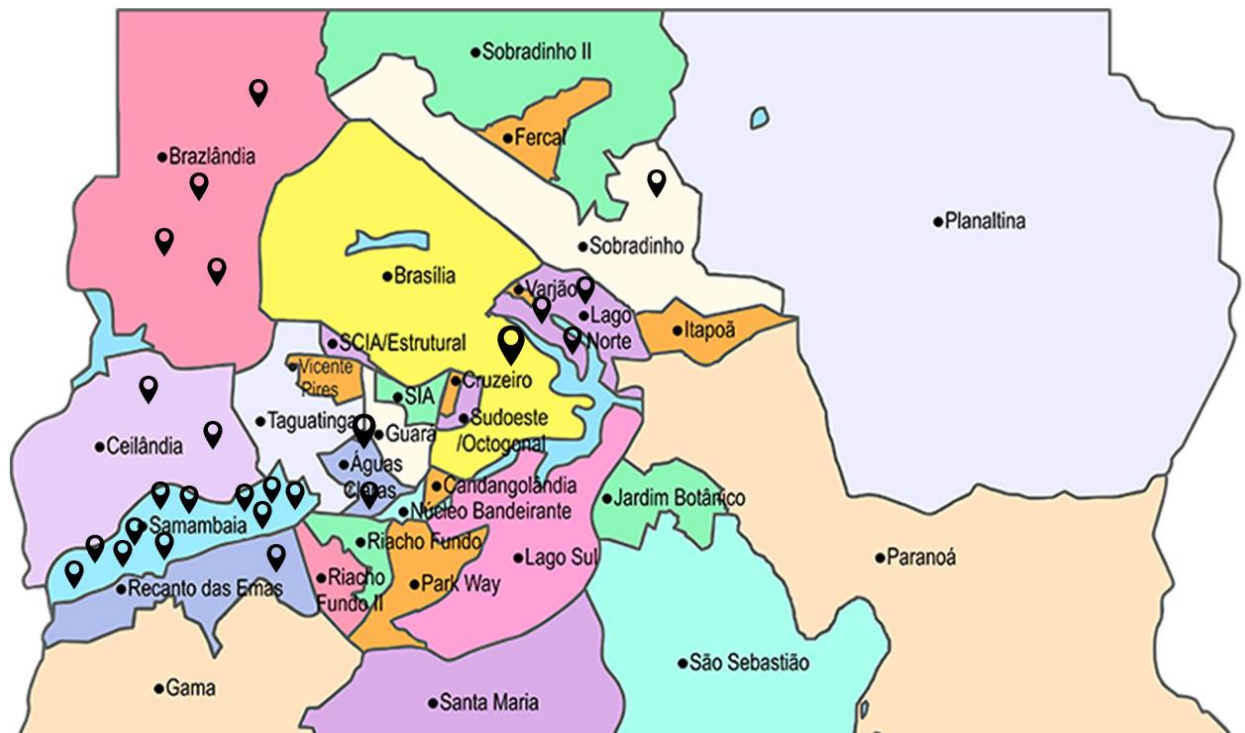 Sobradinho II
Fercal
Brazlândia
Planaltina
Sobradinho
Brasília
Varjão
Lago
Norte
Itapoã
SCIA/Estrutural
Vicente
Pires
Cruzeiro
SIA
Sudoeste
/Octogonal
Taguatinga
Guará
Ceilândia
Águas
Claras
Candangolândia
Núcleo Bandeirante
Jardim Botânico
Samambaia
Riacho Fundo
Lago Sul
Paranoá
Recanto das Emas
Riacho
Fundo II
Park Way
São Sebastião
Gama
Santa Maria